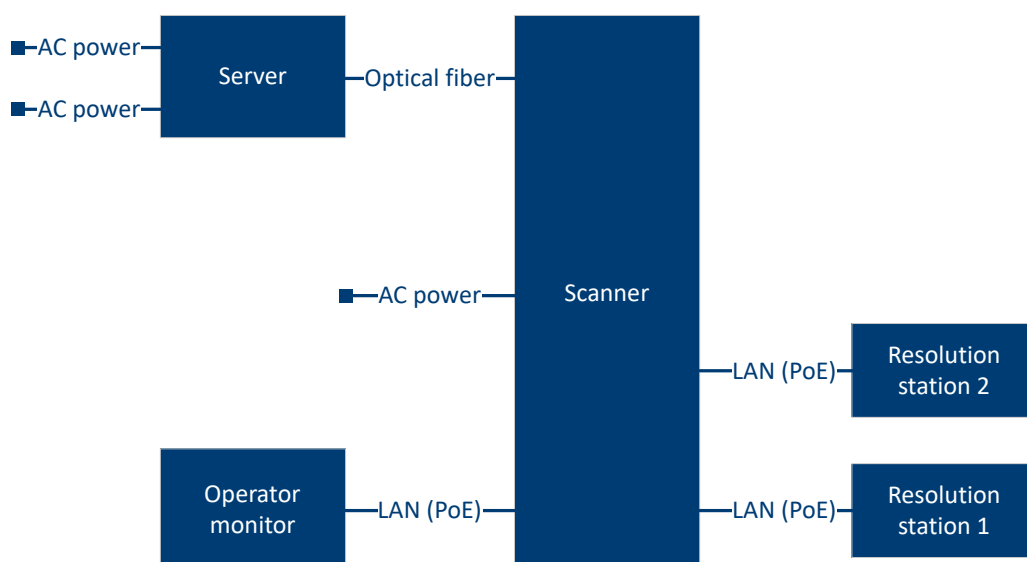 AC power
Server
Optical fiber
AC power
AC power
Scanner
LAN (PoE)
Resolution
station 2
Operator
monitor
LAN (PoE)
LAN (PoE)
Resolution
station 1